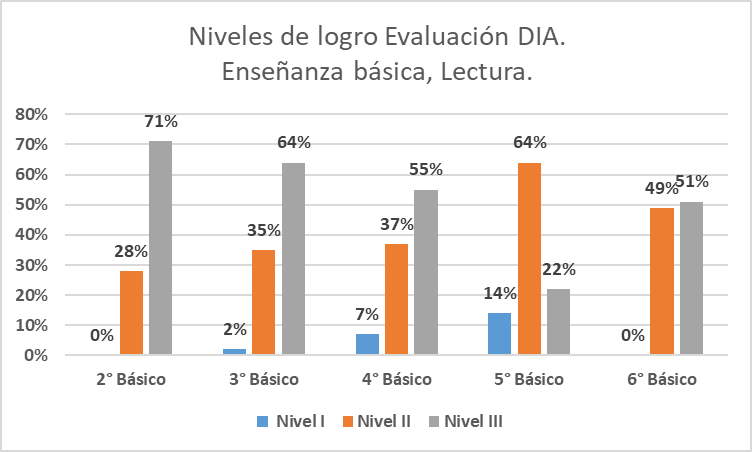 Niveles de logro Evaluación DIA.
Enseñanza básica, Lectura.
80%
70%
60%
50%
40%
30%
20%
10%
0%
0% 28% 71%
2% 35% 64%
7% 37% 55%
14% 64% 22%
0% 49% 51%
2° Básico 3° Básico 4° Básico 5° Básico 6° Básico
Nivel I Nivel II Nivel III